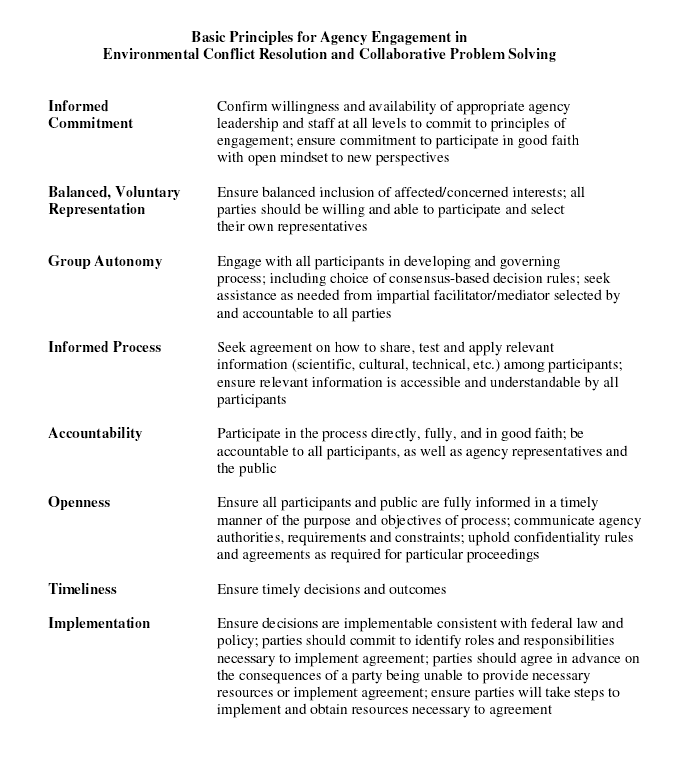 Basic Principles for Agency Engagement in
Environmental Conflict Resolution and Collaborative Problem Solving
Informed
Commitment
Confirm willingness and availability of appropriate agency
leadership and staff at all levels to commit to principles of
engagement; ensure commitment to participate in good faith
with open mindset to new perspectives
Balanced, Voluntary
Representation
Ensure balanced inclusion of affected/concerned interests; all
parties should be willing and able to participate and select
their own representatives
Group Autonomy
Engage with all participants in developing and governing
process; including choice of consensus-based decision rules; seek
assistance as needed from impartial facilitator/mediator selected by
and accountable to all parties
Informed Process
Seek agreement on how to share, test and apply relevant
information (scientific, cultural, technical, etc.) among participants;
ensure relevant information is accessible and understandable by all
participants
Accountability
Participate in the process directly, fully, and in good faith; be
accountable to all participants, as well as agency representatives and
the public
Openness
Ensure all participants and public are fully informed in a timely
manner of the purpose and objectives of process; communicate agency
authorities, requirements and constraints; uphold confidentiality rules
and agreements as required for particular proceedings
Timeliness
Ensure timely decisions and outcomes
Implementation
Ensure decisions are implementable consistent with federal law and
policy; parties should commit to identify roles and responsibilities
necessary to implement agreement; parties should agree in advance on
the consequences of a party being unable to provide necessary
resources or implement agreement; ensure parties will take steps to
implement and obtain resources necessary to agreement